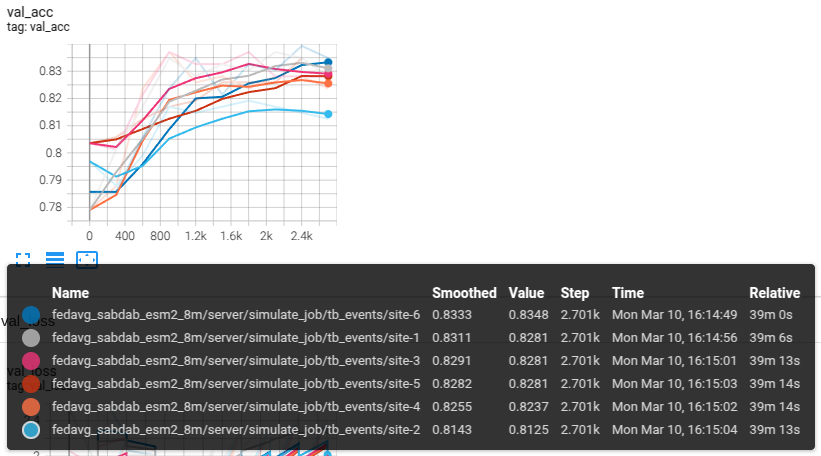 val_acc
tag: val_acc
0.83
0.82
0.81
0.8
0.79
0.78
0 400 800 1.2k 1.6k 2k 2.4k
Name Smoothed Value Step Time Relative
fedavg_sabdab_esm2_8m/server/simulate_job/tb_events/site-6 0.8333 0.8348 2.701k Mon Mar 10, 16:14:49 39m 0s
fedavg_sabdab_esm2_8m/server/simulate_job/tb_events/site-1 0.8311 0.8281 2.701k Mon Mar 10, 16:14:56 39m 6s
fedavg_sabdab_esm2_8m/server/simulate_job/tb_events/site-3 0.8291 0.8281 2.701k Mon Mar 10, 16:15:01 39m 13s
fedavg_sabdab_esm2_8m/server/simulate_job/tb_events/site-5 0.8282 0.8281 2.701k Mon Mar 10, 16:15:03 39m 14s
fedavg_sabdab_esm2_8m/server/simulate_job/tb_events/site-4 0.8255 0.8237 2.701k Mon Mar 10, 16:15:02 39m 14s
fedavg_sabdab_esm2_8m/server/simulate_job/tb_events/site-2 0.8143 0.8125 2.701k Mon Mar 10, 16:15:04 39m 13s
val_loss
val_loss
2